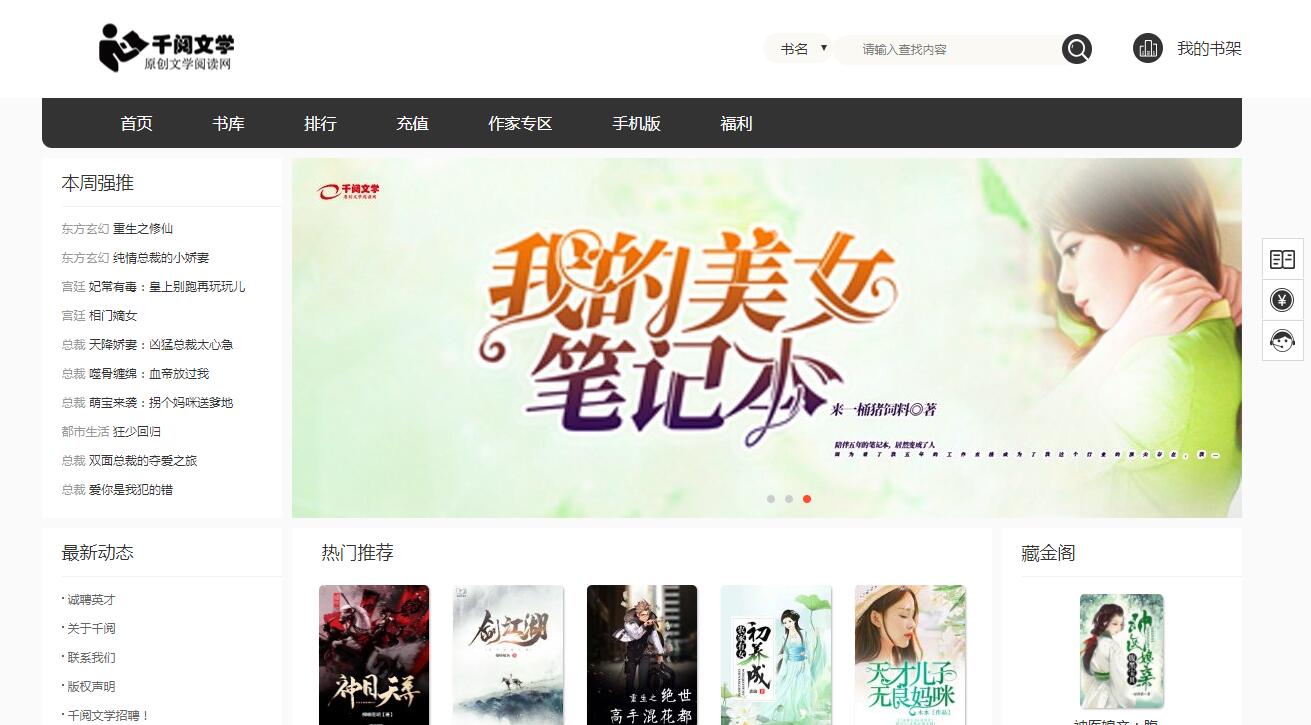 千阅文学
原创文学阅读网
书名 ▼
请输入查找内容
我的书架
首页 书库 排行 充值 作家专区 手机版 福利
本周强推
东方玄幻 重生之修仙
东方玄幻 纯情总裁的小娇妻
宫廷 妃常有毒：皇上别跑再玩玩儿
宫廷 相门嫡女
总裁 天降娇妻：凶猛总裁太心急
总裁 噬骨缠绵：血帝放过我
总裁 萌宝来袭：拐个妈咪送爹地
都市生活 狂少回归
总裁 双面总裁的夺爱之旅
总裁 爱你是我犯的错
千阅文学
原创文学阅读网
我的美女
笔记本
来一桶猪饲料◎著
陪伴五年的笔记本，居然变成了人
最新动态
· 诚聘英才
· 关于千阅
· 联系我们
· 版权声明
· 千阅文学招聘！
热门推荐
神月天尊
剑江湖
重生之绝世
高手混花都
初养成
天才儿子
无良妈咪
木水【作品】
藏金阁
神医娘亲